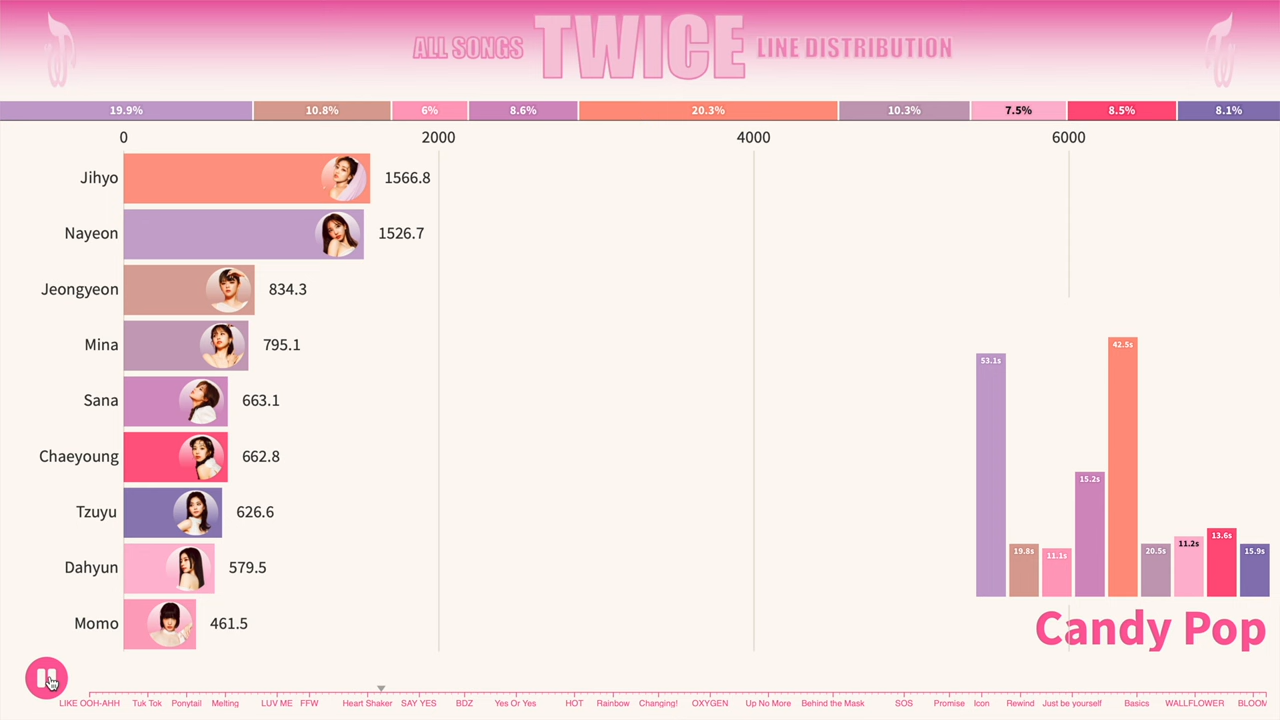 ALL SONGS TWICE LINE DISTRIBUTION
19.9% 10.8% 6% 8.6% 20.3% 10.3% 7.5% 8.5% 8.1%
0 2000 4000 6000
Jihyo 1566.8
Nayeon 1526.7
Jeongyeon 834.3
Mina 795.1
Sana 663.1
Chaeyoung 662.8
Tzuyu 626.6
Dahyun 579.5
Momo 461.5
53.1s 19.8s 11.1s 15.2s 42.5s 20.5s 11.2s 13.6s 15.9s
Candy Pop
LIKE OOH-AHH Tuk Tok Ponytail Melting LUV ME FFW Heart Shaker SAY YES BDZ Yes Or Yes HOT Rainbow Changing! OXYGEN Up No More Behind the Mask SOS Promise Icon Rewind Just be yourself Basics WALLFLOWER BLOOM